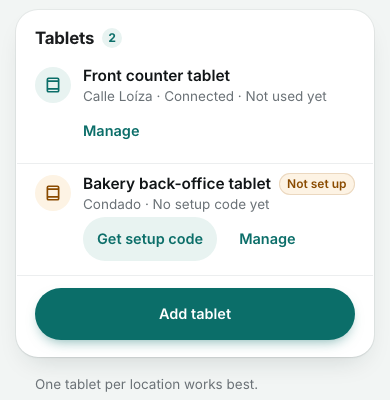 Tablets 2
Front counter tablet
Calle Loíza · Connected · Not used yet
Manage
Bakery back-office tablet Not set up
Condado · No setup code yet
Get setup code Manage
Add tablet
One tablet per location works best.